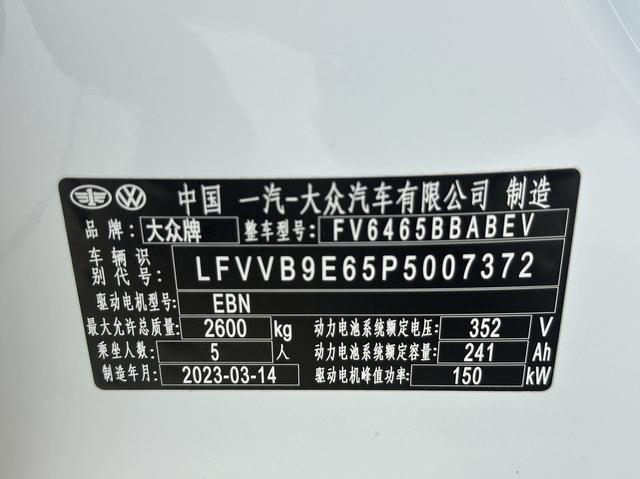 中国 一汽-大众汽车有限公司 制造
品牌: 大众牌 整车型号: FV6465BBABEV
车辆识别代号: LFVVB9E65P5007372
驱动电机型号: EBN
最大允许总质量: 2600 kg 动力电池系统额定电压: 352 V
乘坐人数: 5 人 动力电池系统额定容量: 241 Ah
制造年月: 2023-03-14 驱动电机峰值功率: 150 kW